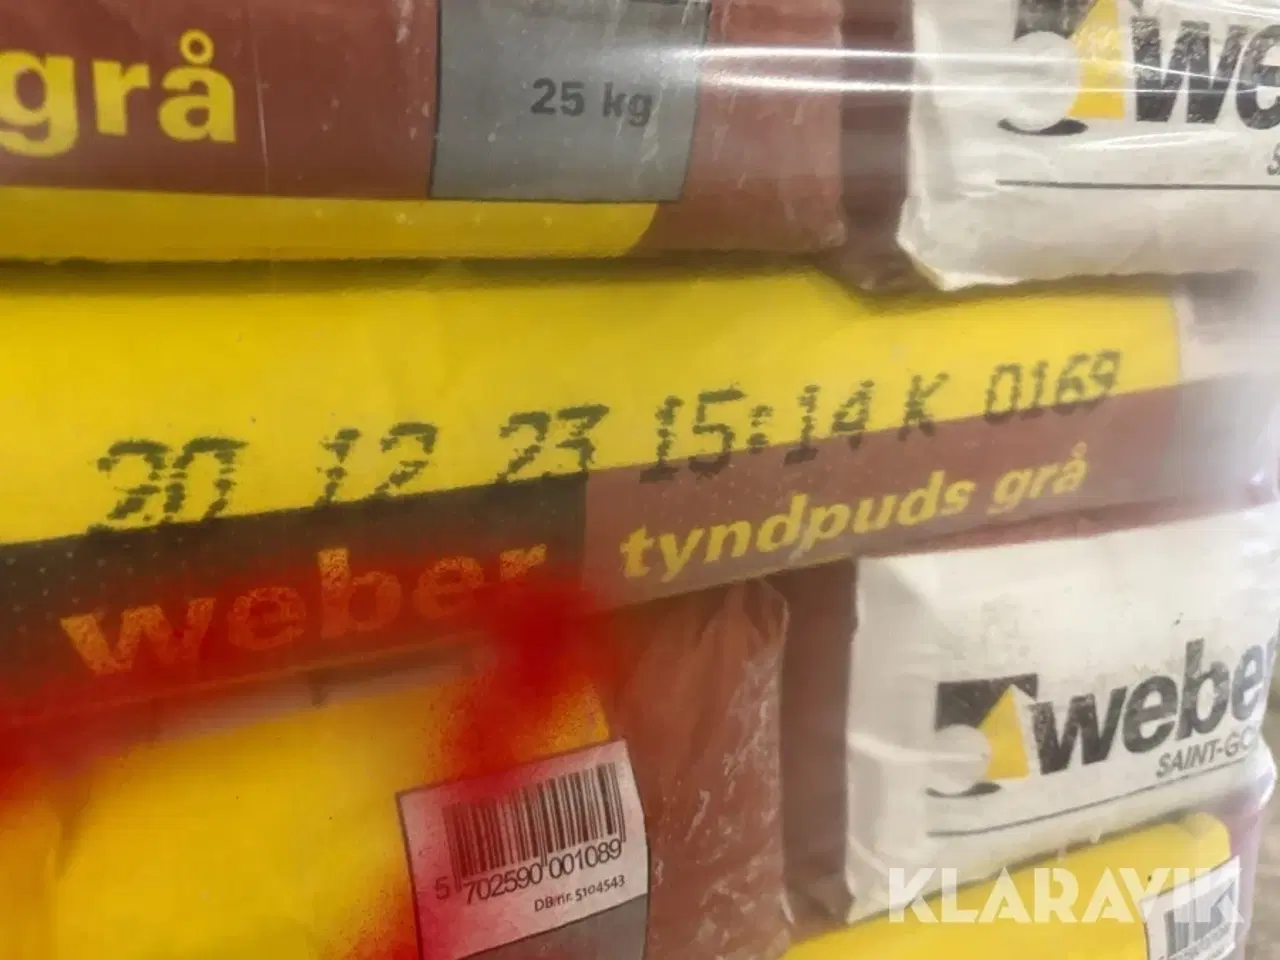 grå
25 kg
20 12 23 15:14 K 0169
weber tyndpuds grå
weber
SAINT-GO
5 702590 001089
DB nr. 5104543
KLARAVIK